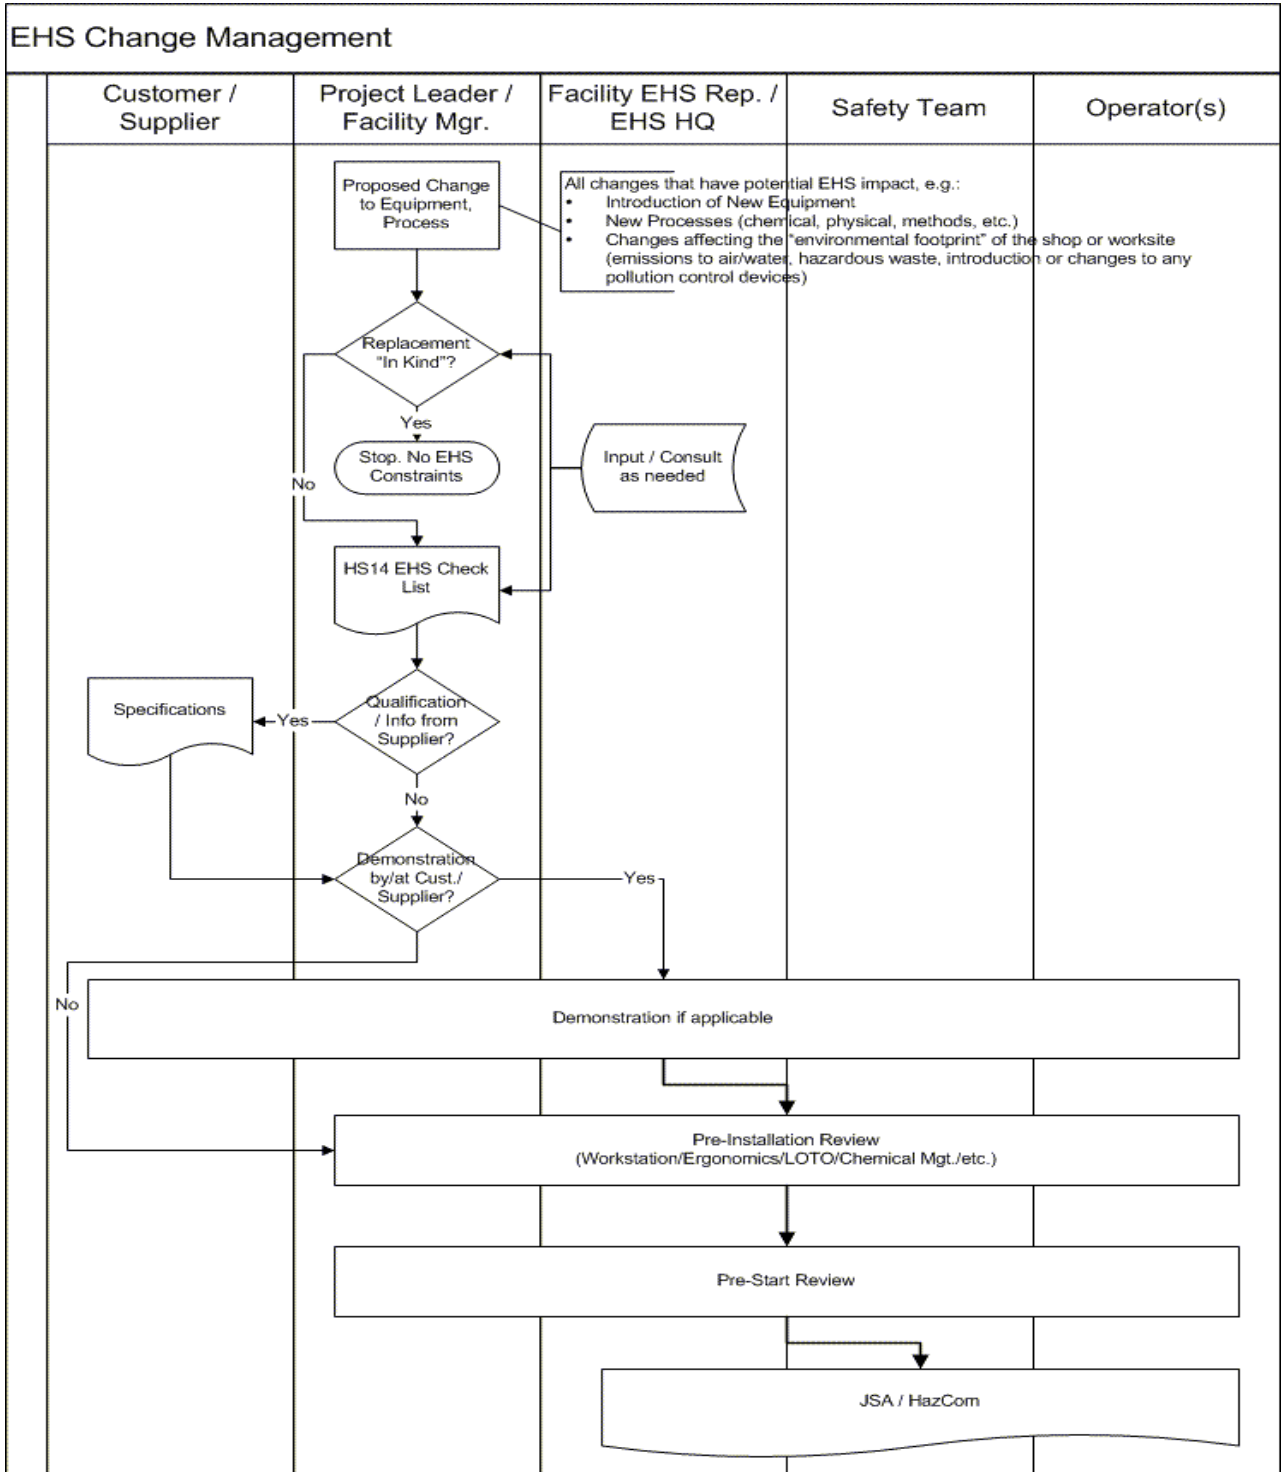 EHS Change Management
Customer /
Supplier
Project Leader /
Facility Mgr.
Facility EHS Rep. /
EHS HQ
Safety Team
Operator(s)
Proposed Change
to Equipment,
Process
All changes that have potential EHS impact, e.g.:
• Introduction of New Equipment
• New Processes (chemical, physical, methods, etc.)
• Changes affecting the “environmental footprint” of the shop or worksite
(emissions to air/water, hazardous waste, introduction or changes to any
pollution control devices)
Replacement
“In Kind”?
Yes
Stop. No EHS
Constraints
Input / Consult
as needed
No
HS14 EHS Check
List
Specifications
Yes
Qualification
/ Info from
Supplier?
No
Demonstration
by/at Cust./
Supplier?
Yes
No
Demonstration if applicable
Pre-Installation Review
(Workstation/Ergonomics/LOTO/Chemical Mgt./etc.)
Pre-Start Review
JSA / HazCom